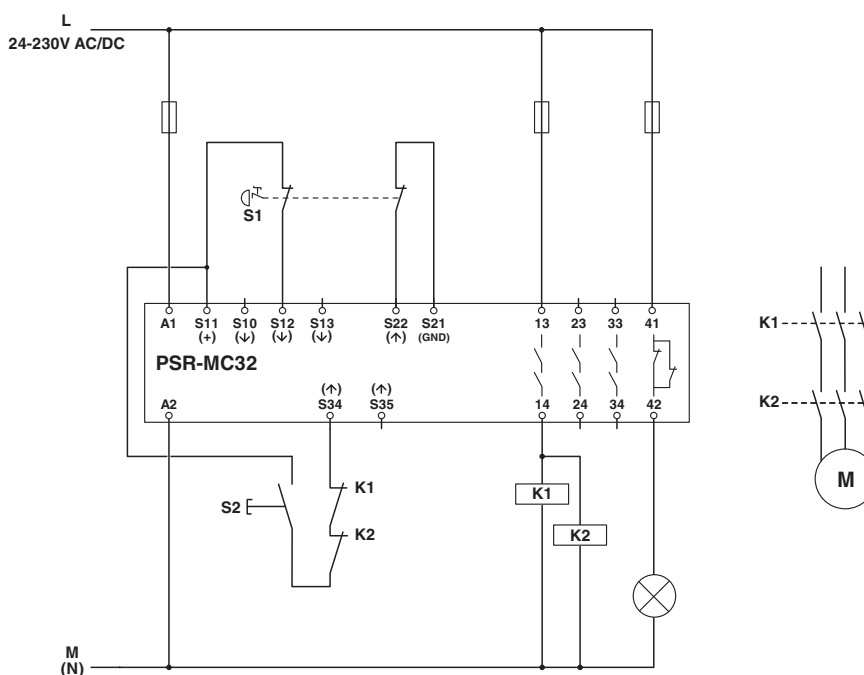 L
24-230V AC/DC
S1
A1 S11 S10 S12 S13 S22 S21 13 23 33 41
(+) (↓) (↓) (↓) (↑) (GND)
PSR-MC32
(↑) (↑)
A2 S34 S35 14 24 34 42
K1
K2
M
S2
K1
K2
K1
K2
M
(N)